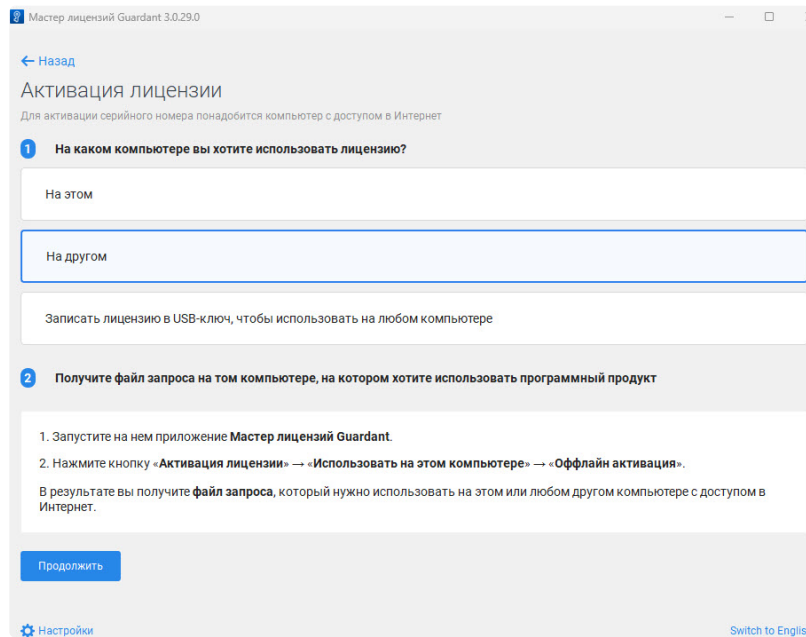 Мастер лицензий Guardant 3.0.29.0
Назад
Активация лицензии
Для активации серийного номера понадобится компьютер с доступом в Интернет
1 На каком компьютере вы хотите использовать лицензию?
На этом
На другом
Записать лицензию в USB-ключ, чтобы использовать на любом компьютере
2 Получите файл запроса на том компьютере, на котором хотите использовать программный продукт
1. Запустите на нем приложение Мастер лицензий Guardant.
2. Нажмите кнопку «Активация лицензии» → «Использовать на этом компьютере» → «Оффлайн активация».
В результате вы получите файл запроса, который нужно использовать на этом или любом другом компьютере с доступом в
Интернет.
Продолжить
Настройки
Switch to Englis